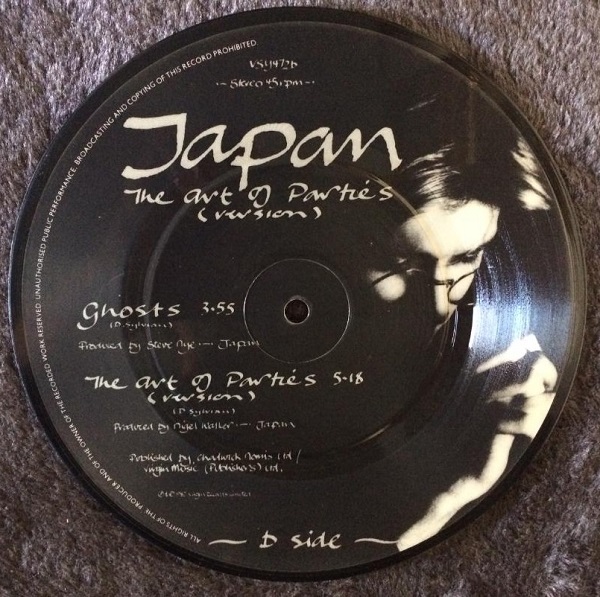 VSY472B
Stereo 45.rpm
Japan
The art of Parties
(version)
Ghosts 3.55
(D. Sylvian)
Produced by Steve Nye — Japan
The art of Parties 5.18
(version)
(D Sylvian)
Produced by Nigel Walker — Japan
Published by Chadwick Nomis Ltd /
Virgin Music (Publishers) Ltd.
D side
ALL RIGHTS OF THE PRODUCER AND OF THE OWNER OF THE RECORDED WORK RESERVED UNAUTHORISED PUBLIC PERFORMANCE, BROADCASTING AND COPYING OF THIS RECORD PROHIBITED